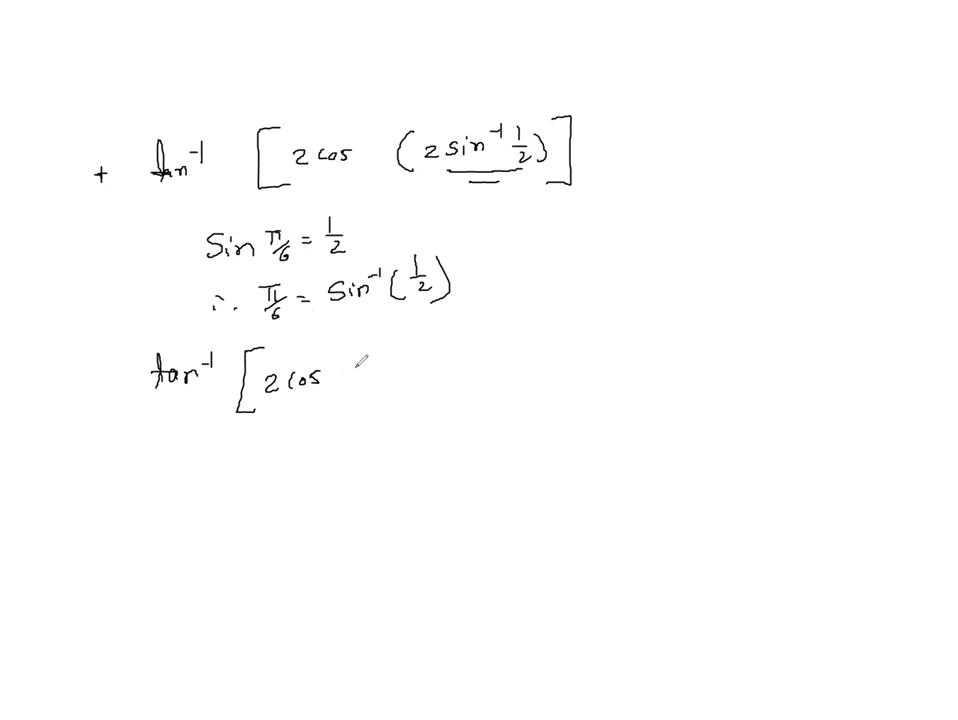 + tan⁻¹ [ 2 cos ( 2 sin⁻¹ 1/2 ) ]
Sin π/6 = 1/2
∴ π/6 = Sin⁻¹ ( 1/2 )
tan⁻¹ [ 2 cos